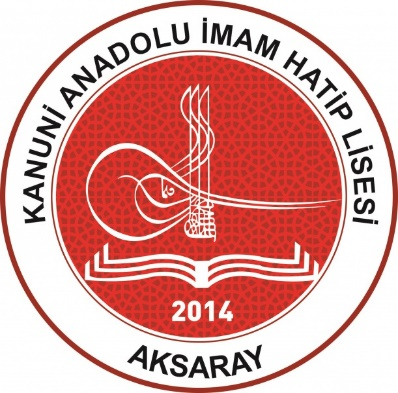 KANUNİ ANADOLU İMAM HATİP LİSESİ
2014
AKSARAY